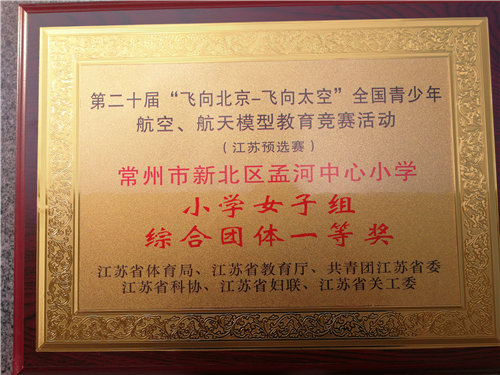 第二十届“飞向北京–飞向太空”全国青少年
航空、航天模型教育竞赛活动
(江苏预选赛)
常州市新北区孟河中心小学
小学女子组
综合团体一等奖
江苏省体育局、江苏省教育厅、共青团江苏省委
江苏省科协、江苏省妇联、江苏省关工委